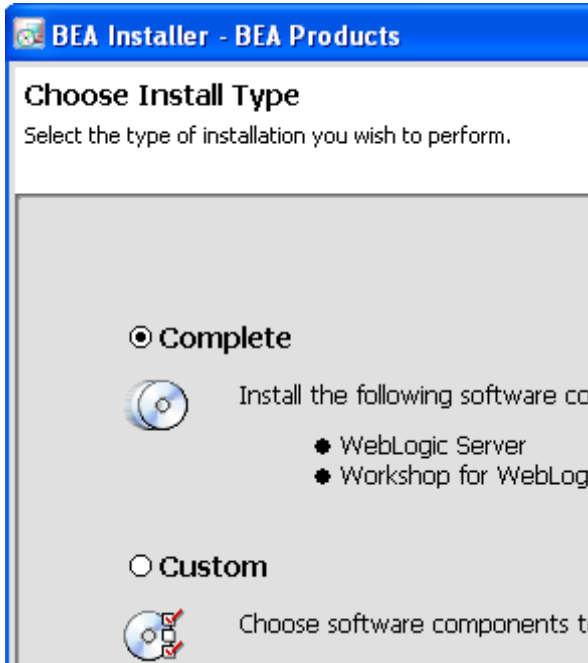 BEA Installer - BEA Products
Choose Install Type
Select the type of installation you wish to perform.
Complete
Install the following software co
WebLogic Server
Workshop for WebLog
Custom
Choose software components t